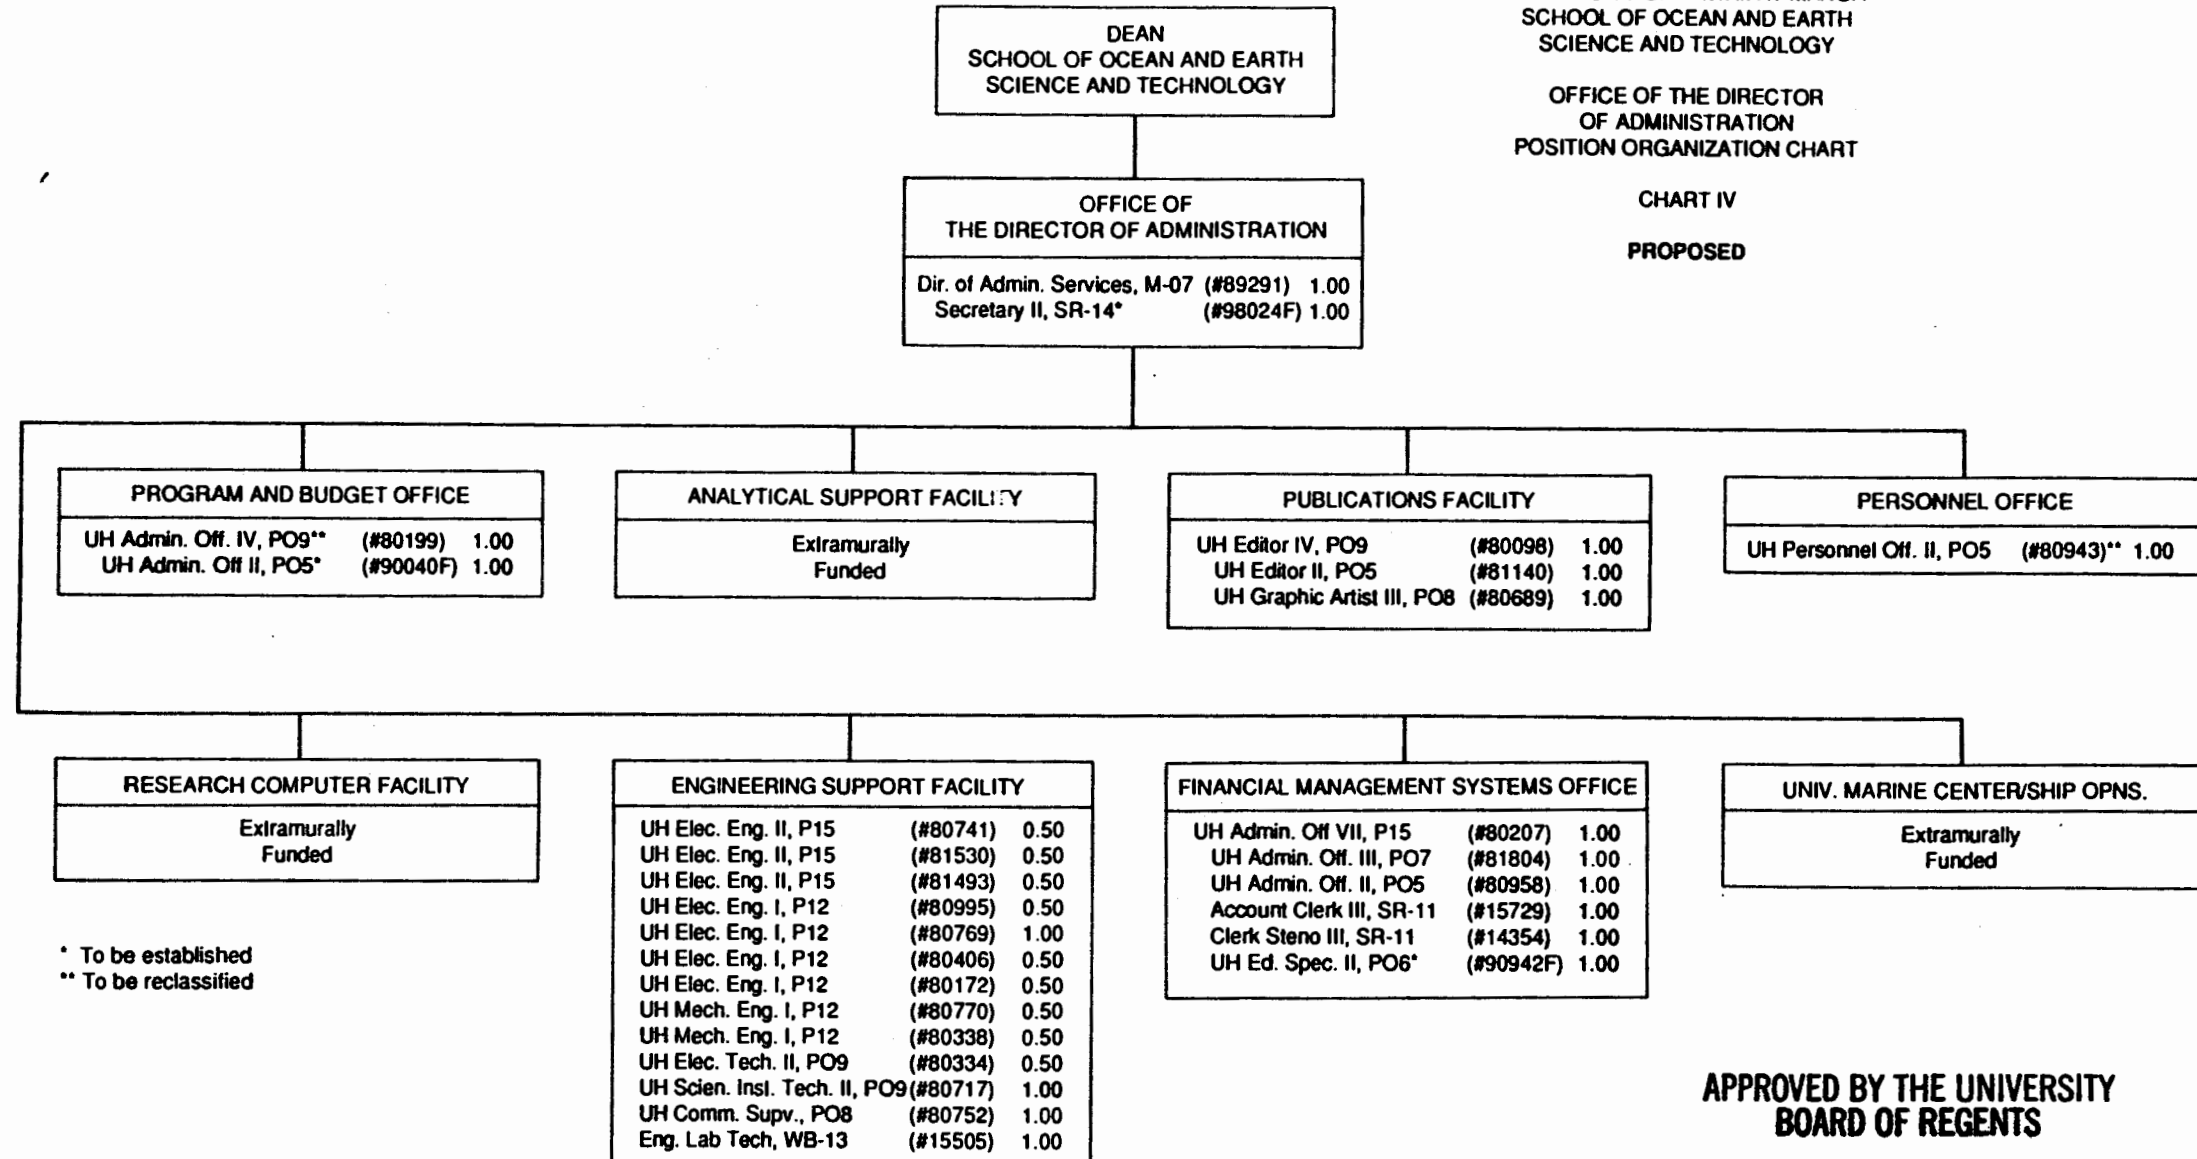 SCHOOL OF OCEAN AND EARTH
SCIENCE AND TECHNOLOGY
OFFICE OF THE DIRECTOR
OF ADMINISTRATION
POSITION ORGANIZATION CHART
CHART IV
PROPOSED
DEAN
SCHOOL OF OCEAN AND EARTH
SCIENCE AND TECHNOLOGY
OFFICE OF
THE DIRECTOR OF ADMINISTRATION
Dir. of Admin. Services, M-07 (#89291) 1.00
Secretary II, SR-14* (#98024F) 1.00
PROGRAM AND BUDGET OFFICE
UH Admin. Off. IV, PO9** (#80199) 1.00
UH Admin. Off II, PO5* (#90040F) 1.00
ANALYTICAL SUPPORT FACILITY
Extramurally
Funded
PUBLICATIONS FACILITY
UH Editor IV, PO9 (#80098) 1.00
UH Editor II, PO5 (#81140) 1.00
UH Graphic Artist III, PO8 (#80689) 1.00
PERSONNEL OFFICE
UH Personnel Off. II, PO5 (#80943)** 1.00
RESEARCH COMPUTER FACILITY
Extramurally
Funded
ENGINEERING SUPPORT FACILITY
UH Elec. Eng. II, P15 (#80741) 0.50
UH Elec. Eng. II, P15 (#81530) 0.50
UH Elec. Eng. II, P15 (#81493) 0.50
UH Elec. Eng. I, P12 (#80995) 0.50
UH Elec. Eng. I, P12 (#80769) 1.00
UH Elec. Eng. I, P12 (#80406) 0.50
UH Elec. Eng. I, P12 (#80172) 0.50
UH Mech. Eng. I, P12 (#80770) 0.50
UH Mech. Eng. I, P12 (#80338) 0.50
UH Elec. Tech. II, PO9 (#80334) 0.50
UH Scien. Inst. Tech. II, PO9 (#80717) 1.00
UH Comm. Supv., PO8 (#80752) 1.00
Eng. Lab Tech, WB-13 (#15505) 1.00
FINANCIAL MANAGEMENT SYSTEMS OFFICE
UH Admin. Off VII, P15 (#80207) 1.00
UH Admin. Off. III, PO7 (#81804) 1.00
UH Admin. Off. II, PO5 (#80958) 1.00
Account Clerk III, SR-11 (#15729) 1.00
Clerk Steno III, SR-11 (#14354) 1.00
UH Ed. Spec. II, PO6* (#90942F) 1.00
UNIV. MARINE CENTER/SHIP OPNS.
Extramurally
Funded
* To be established
** To be reclassified
APPROVED BY THE UNIVERSITY
BOARD OF REGENTS